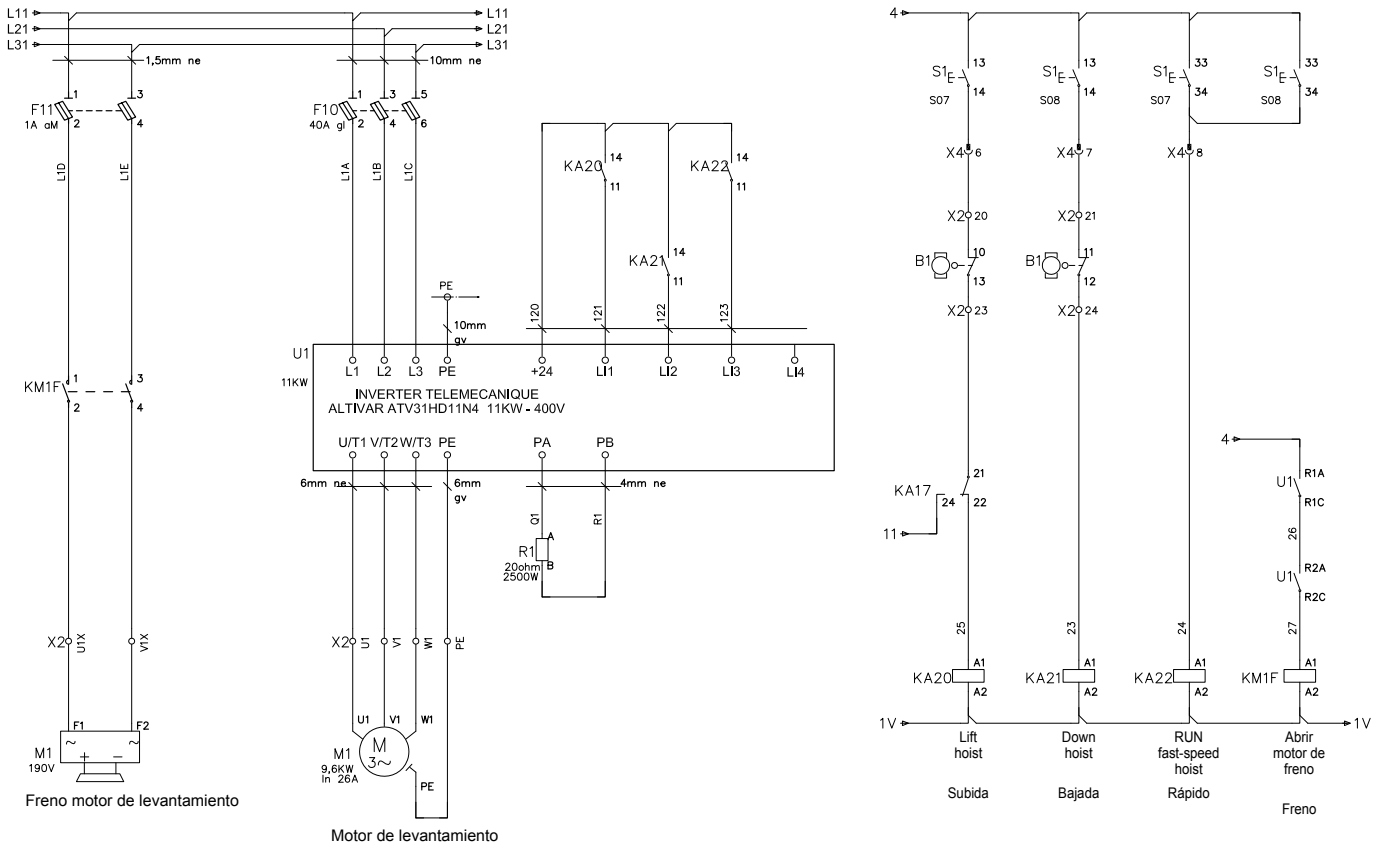 L11 L11
L21 L21
L31 L31
1,5mm ne 10mm ne
1 3
F11
1A aM
2 4
L1D L1E
1 3 5
F10
40A gl
2 4 6
L1A L1B L1C
KM1F
1 3
2 4
X2 U1X V1X
F1 F2
~ ~
+ −
M1
190V
Freno motor de levantamiento
PE
10mm
gv
KA20 14
11
KA22 14
11
KA21 14
11
120 121 122 123
U1
11KW
L1 L2 L3 PE +24 LI1 LI2 LI3 LI4
INVERTER TELEMECANIQUE
ALTIVAR ATV31HD11N4 11KW - 400V
U/T1 V/T2 W/T3 PE PA PB
6mm ne 6mm
gv
4mm ne
Q1 R1
A
R1
B
20ohm
2500W
X2 U1 V1 W1 PE
U1 V1 W1
M
3~
M1
9,6KW
In 26A
PE
Motor de levantamiento
4
S1 E 13
14
S07
S1 E 13
14
S08
S1 E 33
34
S07
S1 E 33
34
S08
X4 6 X4 7 X4 8
X2 20 X2 21
B1 10
13
B1 11
12
X2 23 X2 24
KA17 21
24 22
11
4
U1 R1A
R1C
26
U1 R2A
R2C
25 23 24 27
KA20 A1
A2
KA21 A1
A2
KA22 A1
A2
KM1F A1
A2
1V 1V
Lift
hoist
Subida
Down
hoist
Bajada
RUN
fast-speed
hoist
Rápido
Abrir
motor de
freno
Freno